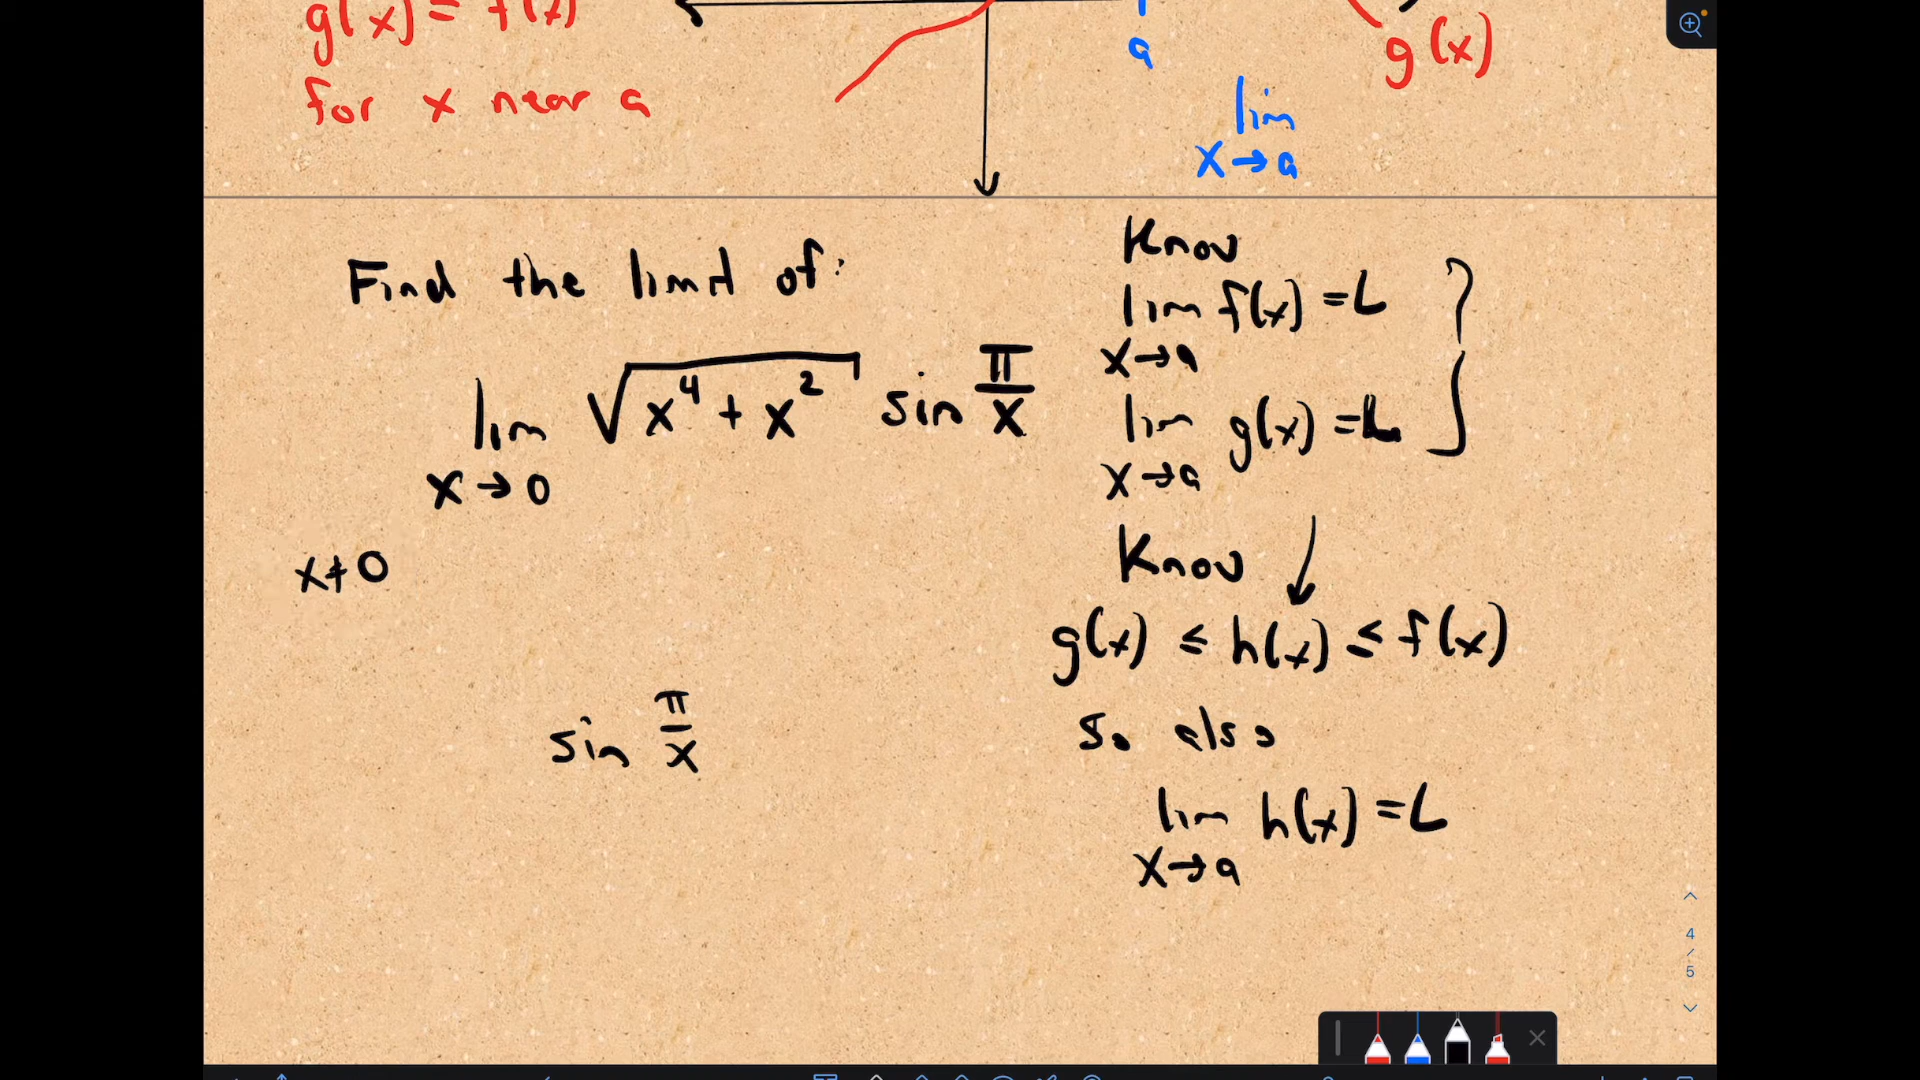 g(x) = f(x)
for x near a
a
g(x)
lim
x→a
Find the limit of:
lim √(x⁴ + x²) sin π/x
x→0
x≠0
sin π/x
Know
lim f(x) = L
x→a
lim g(x) = L
x→a
Know
g(x) ≤ h(x) ≤ f(x)
So also
lim h(x) = L
x→a
4
/
5